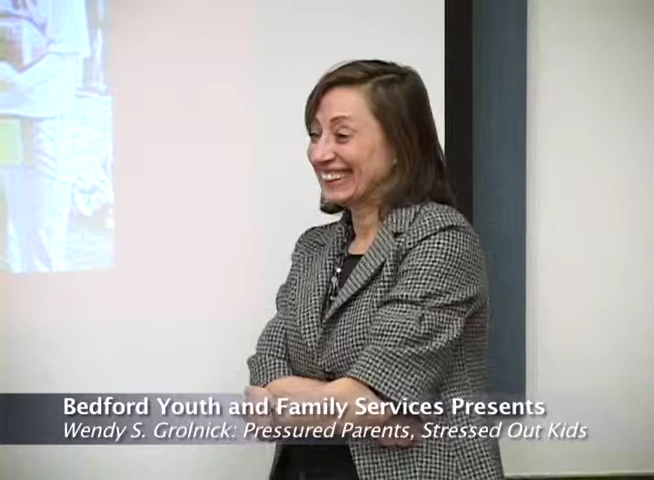 Bedford Youth and Family Services Presents
Wendy S. Grolnick: Pressured Parents, Stressed Out Kids